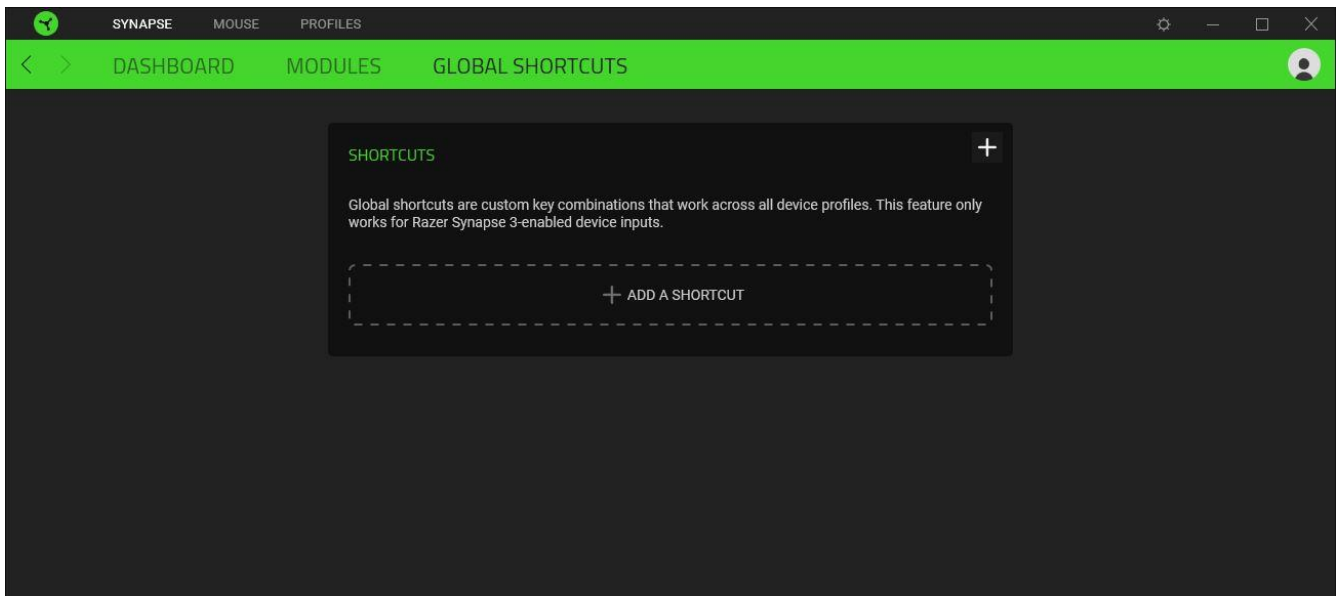 SYNAPSE MOUSE PROFILES
DASHBOARD MODULES GLOBAL SHORTCUTS
SHORTCUTS
Global shortcuts are custom key combinations that work across all device profiles. This feature only
works for Razer Synapse 3-enabled device inputs.
ADD A SHORTCUT